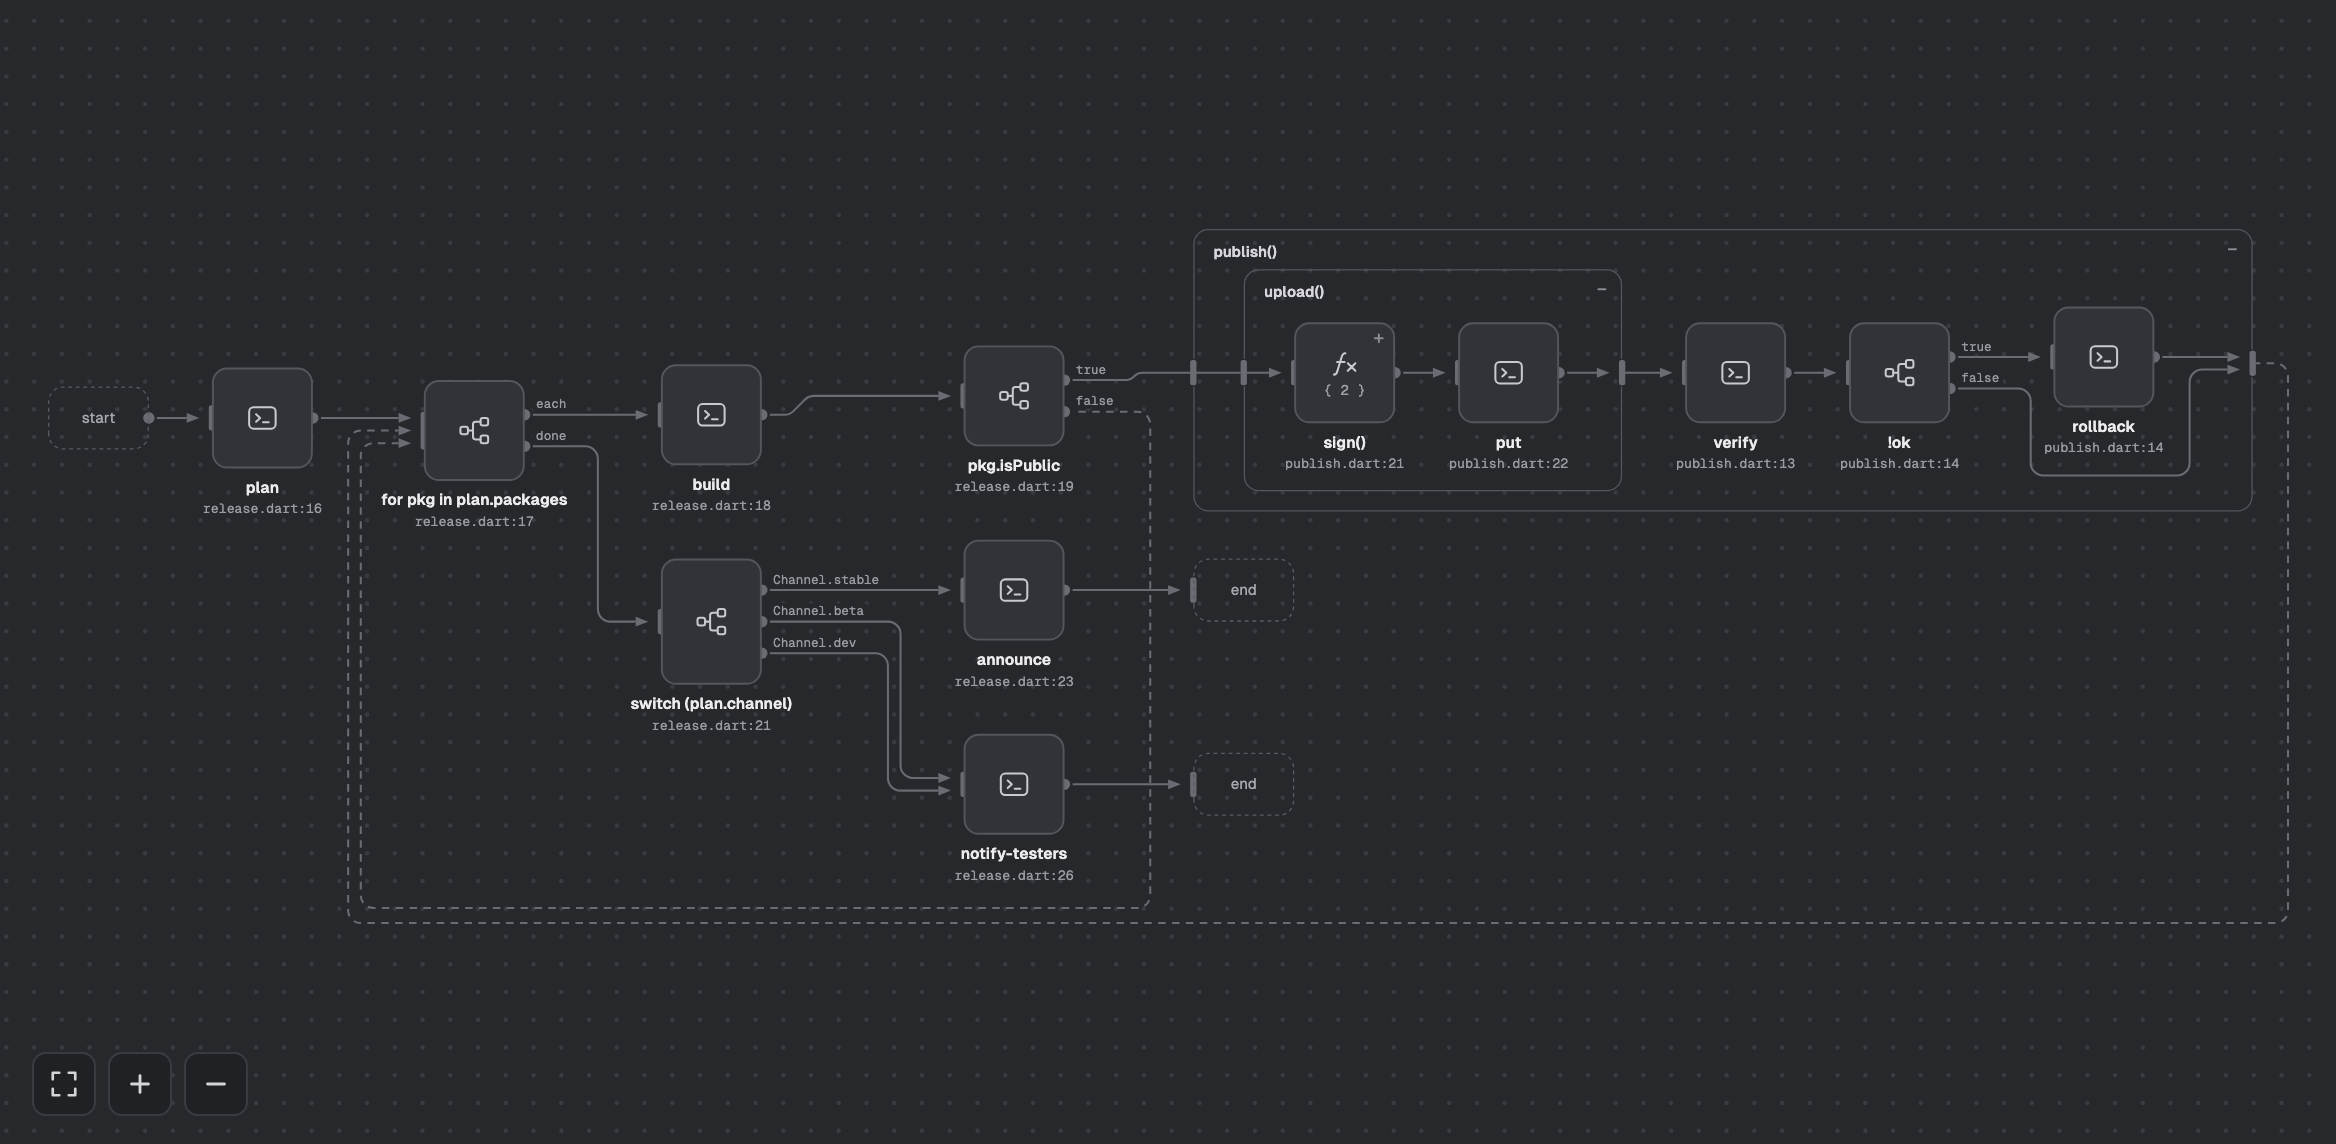 start
plan
release.dart:16
for pkg in plan.packages
release.dart:17
each
done
build
release.dart:18
switch (plan.channel)
release.dart:21
Channel.stable
Channel.beta
Channel.dev
pkg.isPublic
release.dart:19
true
false
announce
release.dart:23
end
notify-testers
release.dart:26
end
publish()
upload()
ƒx
{ 2 }
sign()
publish.dart:21
put
publish.dart:22
verify
publish.dart:13
!ok
publish.dart:14
true
false
rollback
publish.dart:14